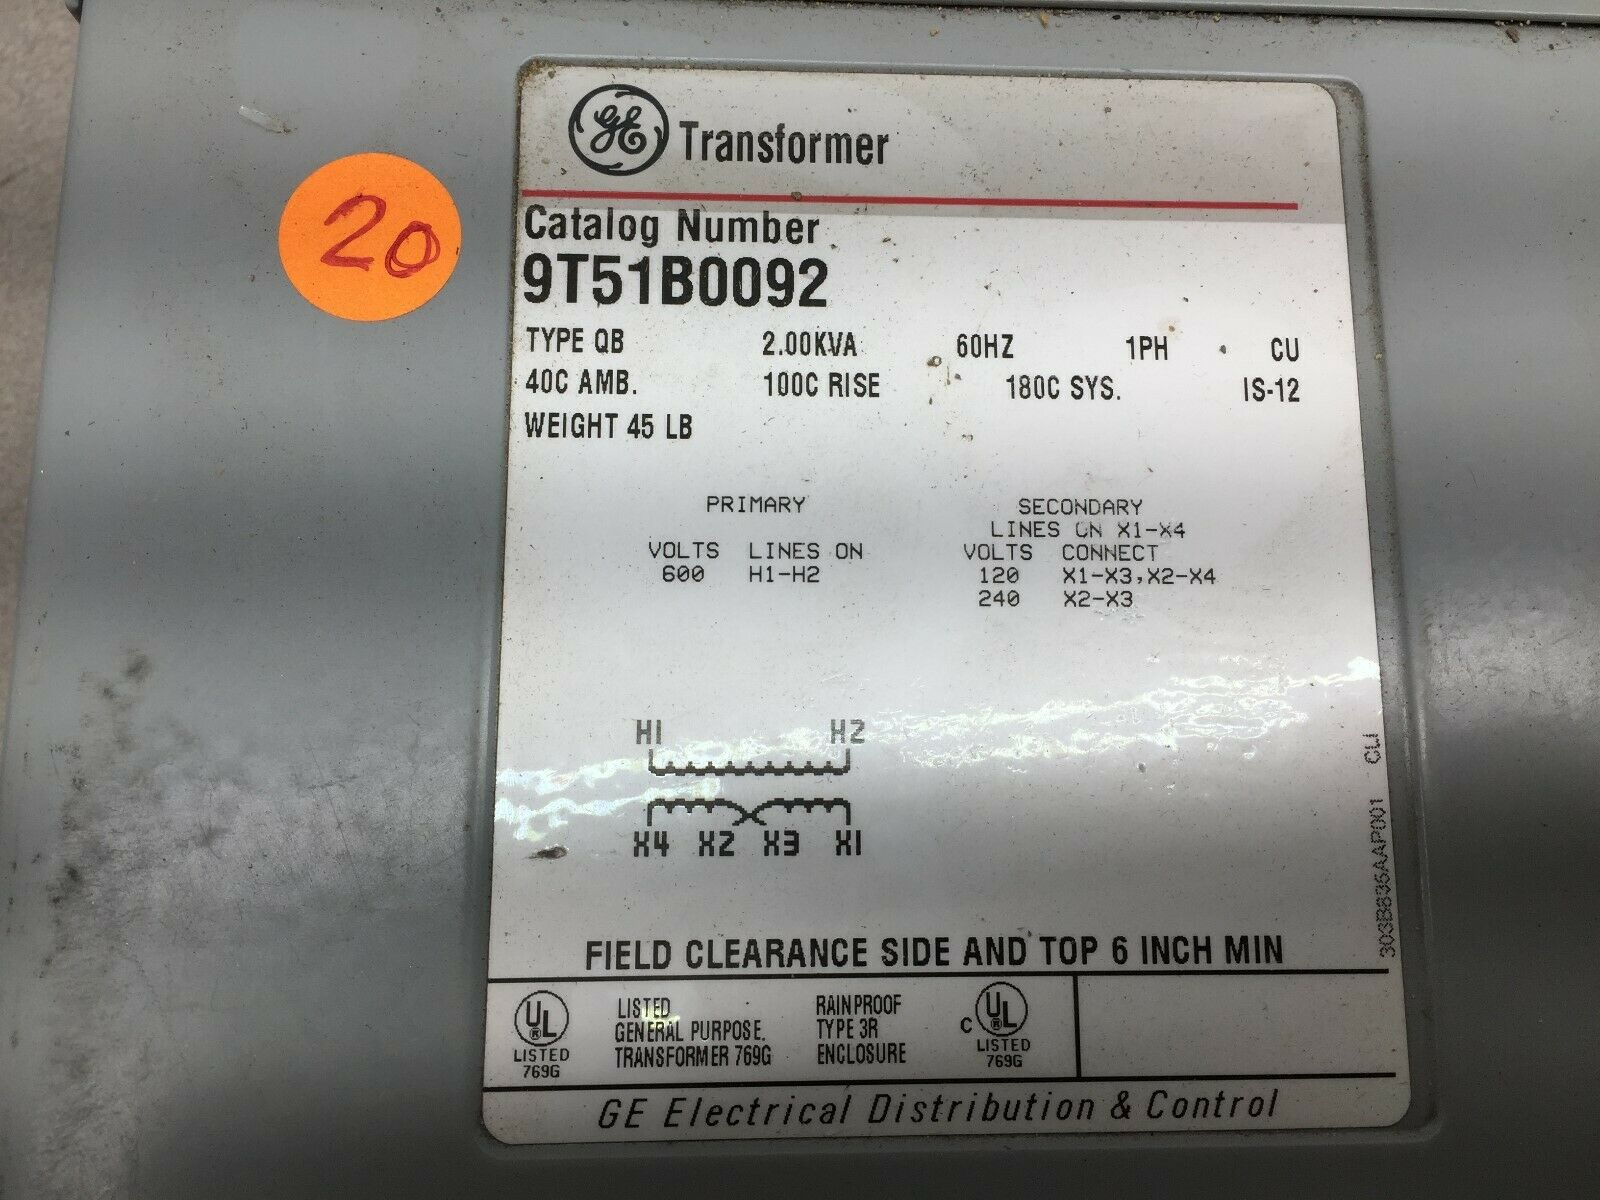 20
GE Transformer
Catalog Number
9T51B0092
TYPE QB 2.00KVA 60HZ 1PH CU
40C AMB. 100C RISE 180C SYS. IS-12
WEIGHT 45 LB
PRIMARY SECONDARY
LINES ON X1-X4
VOLTS LINES ON VOLTS CONNECT
600 H1-H2 120 X1-X3,X2-X4
240 X2-X3
H1 H2
X4 X2 X3 X1
303B635AAP001 CLI
FIELD CLEARANCE SIDE AND TOP 6 INCH MIN
UL ® LISTED 769G
LISTED
GENERAL PURPOSE.
TRANSFORMER 769G
RAINPROOF
TYPE 3R
ENCLOSURE
C UL ® LISTED 769G
GE Electrical Distribution & Control